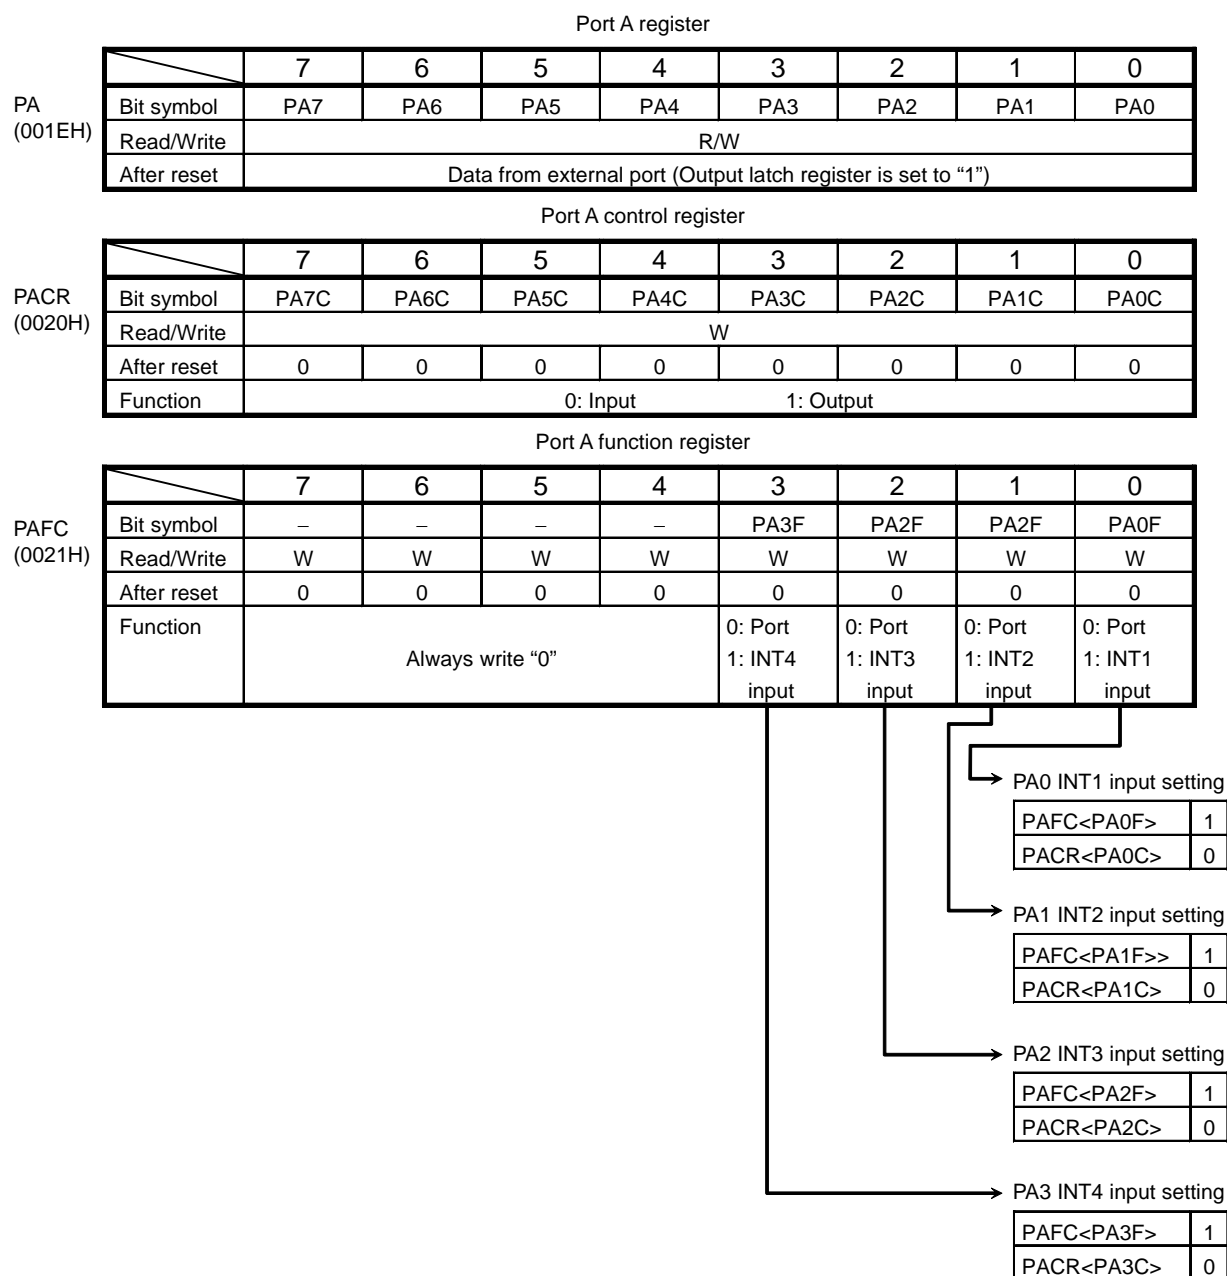 Port A register
7 6 5 4 3 2 1 0
PA
(001EH)
Bit symbol PA7 PA6 PA5 PA4 PA3 PA2 PA1 PA0
Read/Write R/W
After reset Data from external port (Output latch register is set to “1”)
Port A control register
7 6 5 4 3 2 1 0
PACR
(0020H)
Bit symbol PA7C PA6C PA5C PA4C PA3C PA2C PA1C PA0C
Read/Write W
After reset 0 0 0 0 0 0 0 0
Function 0: Input 1: Output
Port A function register
7 6 5 4 3 2 1 0
PAFC
(0021H)
Bit symbol – – – – PA3F PA2F PA2F PA0F
Read/Write W W W W W W W W
After reset 0 0 0 0 0 0 0 0
Function Always write “0” 0: Port 0: Port 0: Port 0: Port
1: INT4 1: INT3 1: INT2 1: INT1
input input input input
PA0 INT1 input setting
PAFC<PA0F> 1
PACR<PA0C> 0
PA1 INT2 input setting
PAFC<PA1F>> 1
PACR<PA1C> 0
PA2 INT3 input setting
PAFC<PA2F> 1
PACR<PA2C> 0
PA3 INT4 input setting
PAFC<PA3F> 1
PACR<PA3C> 0